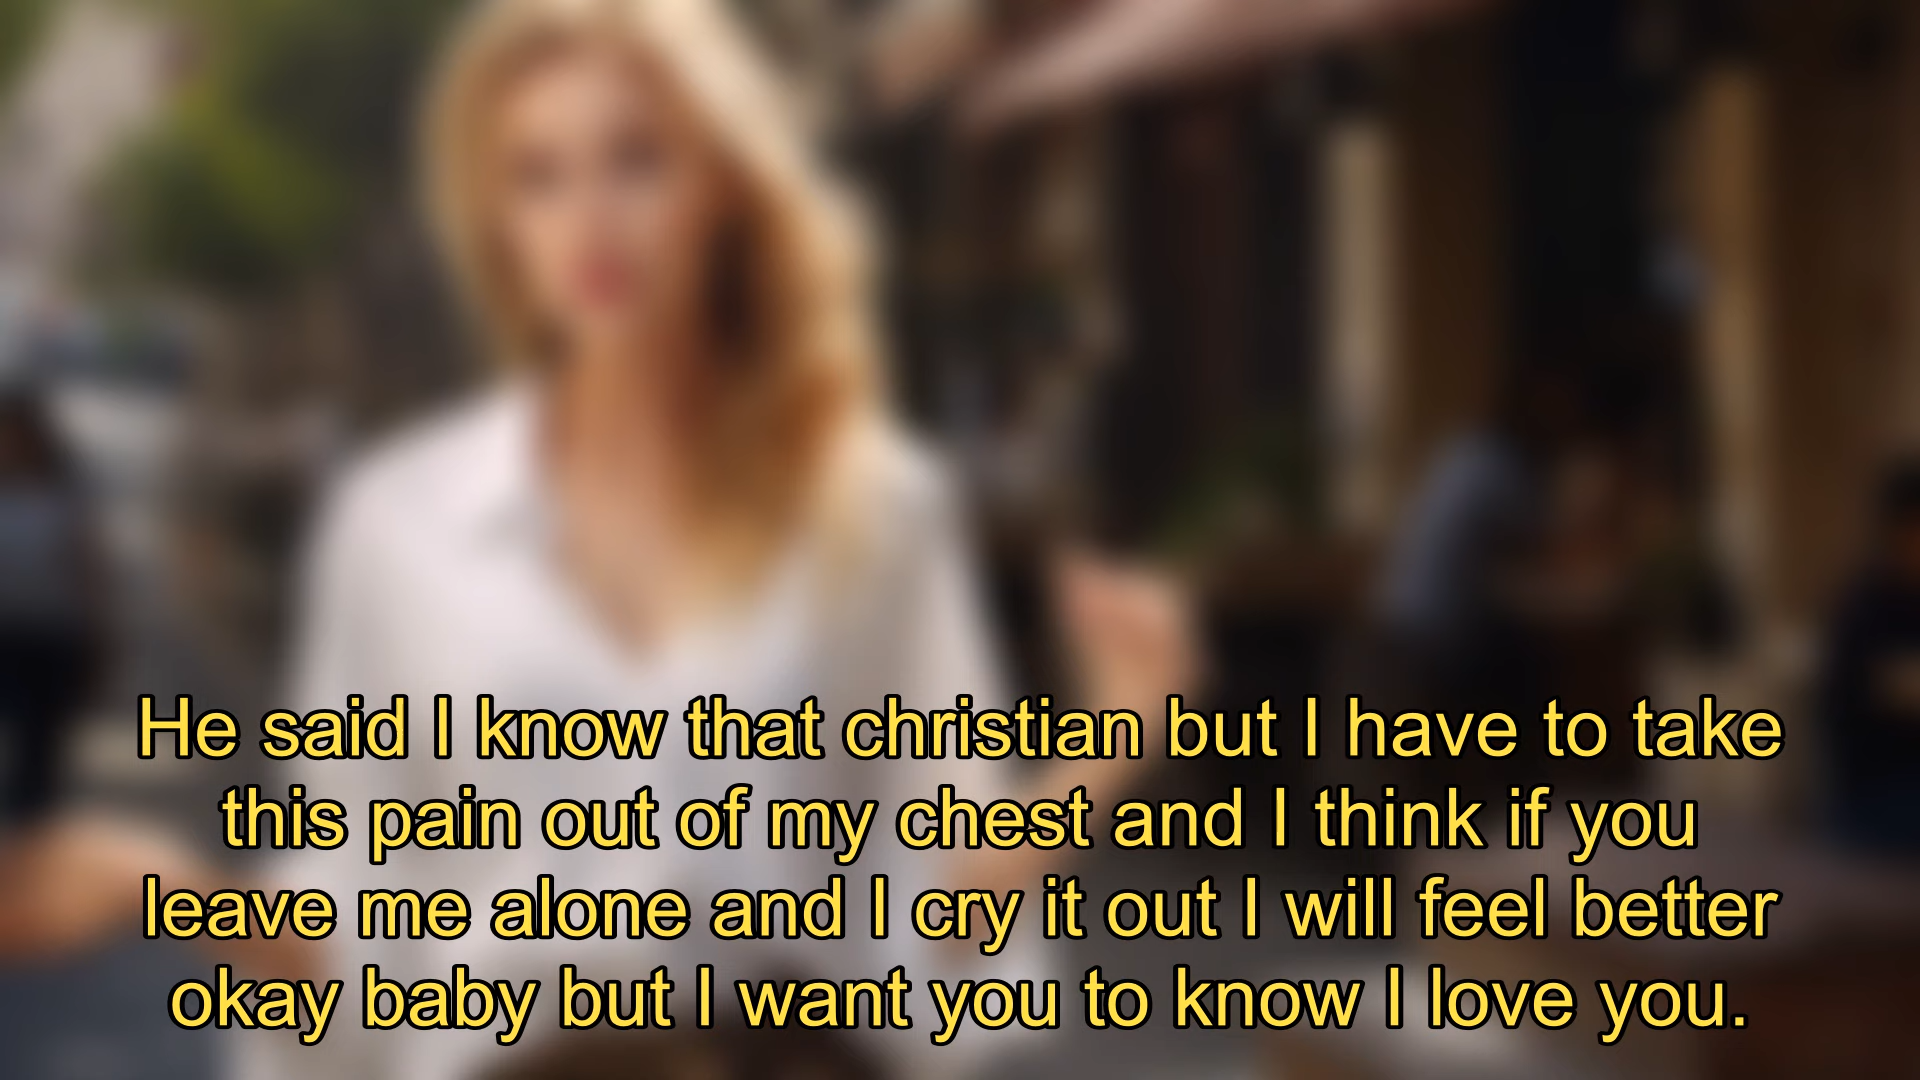 He said I know that christian but I have to take
this pain out of my chest and I think if you
leave me alone and I cry it out I will feel better
okay baby but I want you to know I love you.